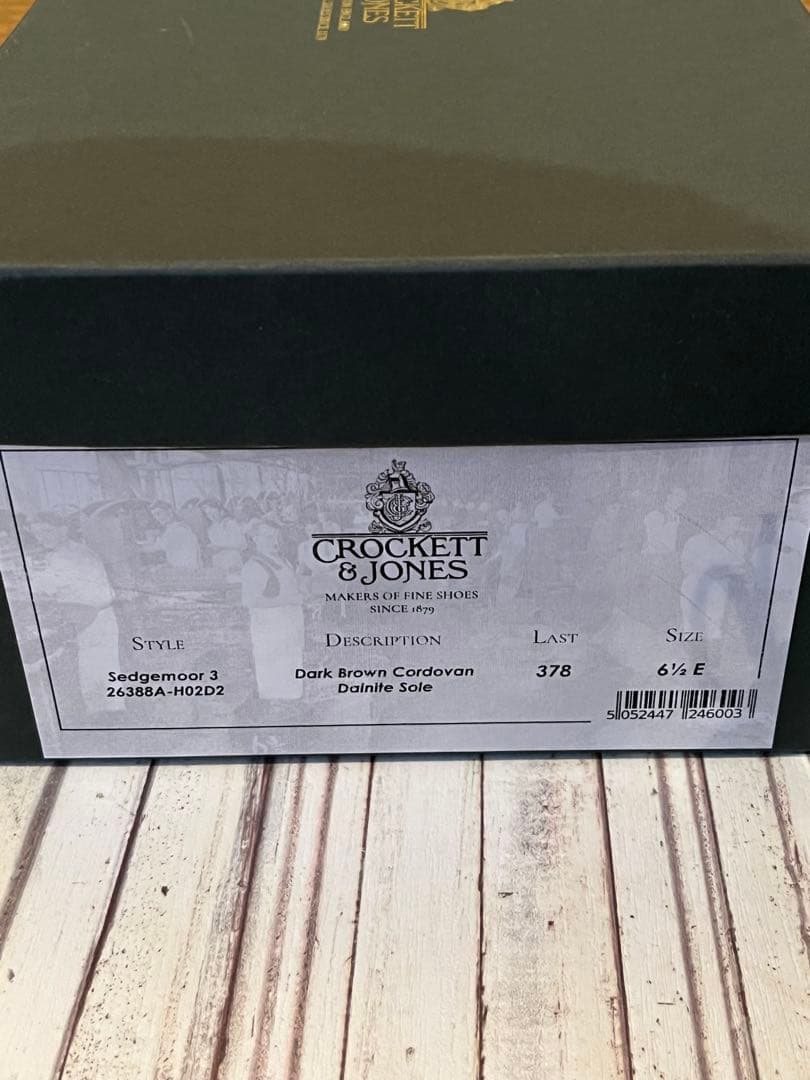 CROCKETT
& JONES
MAKERS OF FINE SHOES
SINCE 1879
STYLE DESCRIPTION LAST SIZE
Sedgemoor 3 Dark Brown Cordovan 378 6½ E
26388A-H02D2 Dainite Sole
5 052447 246003